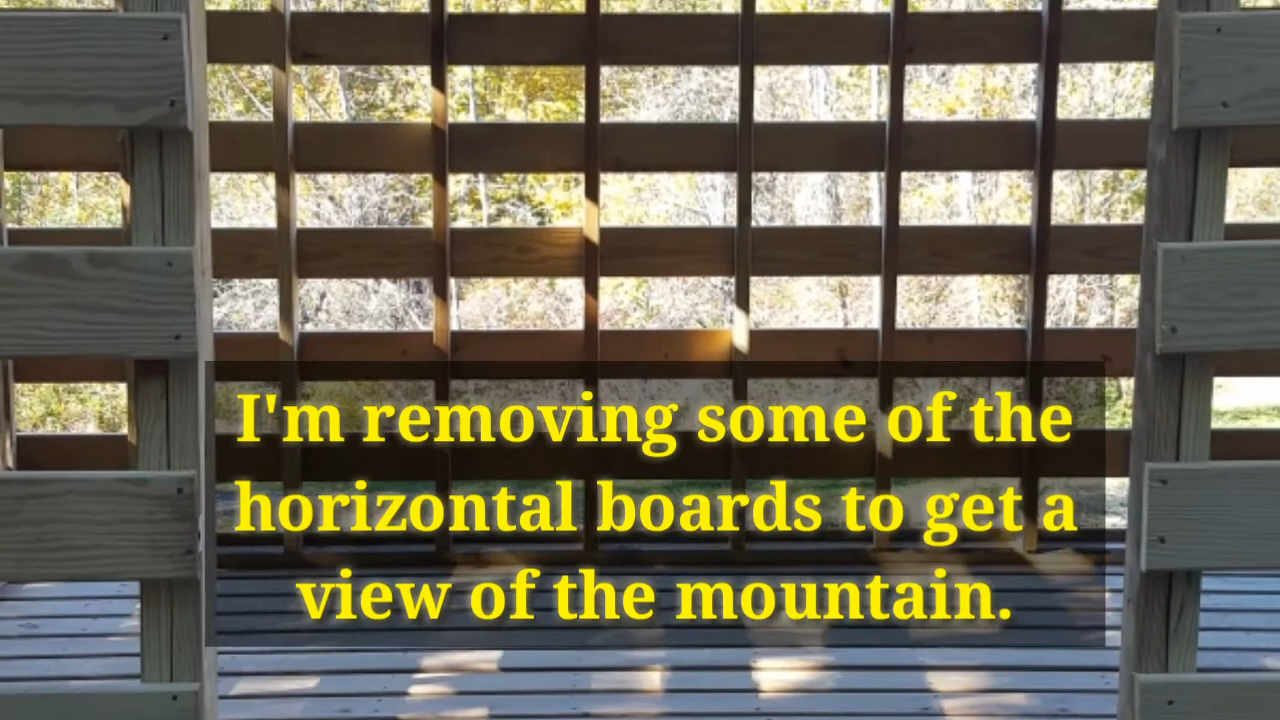 I'm removing some of the
horizontal boards to get a
view of the mountain.